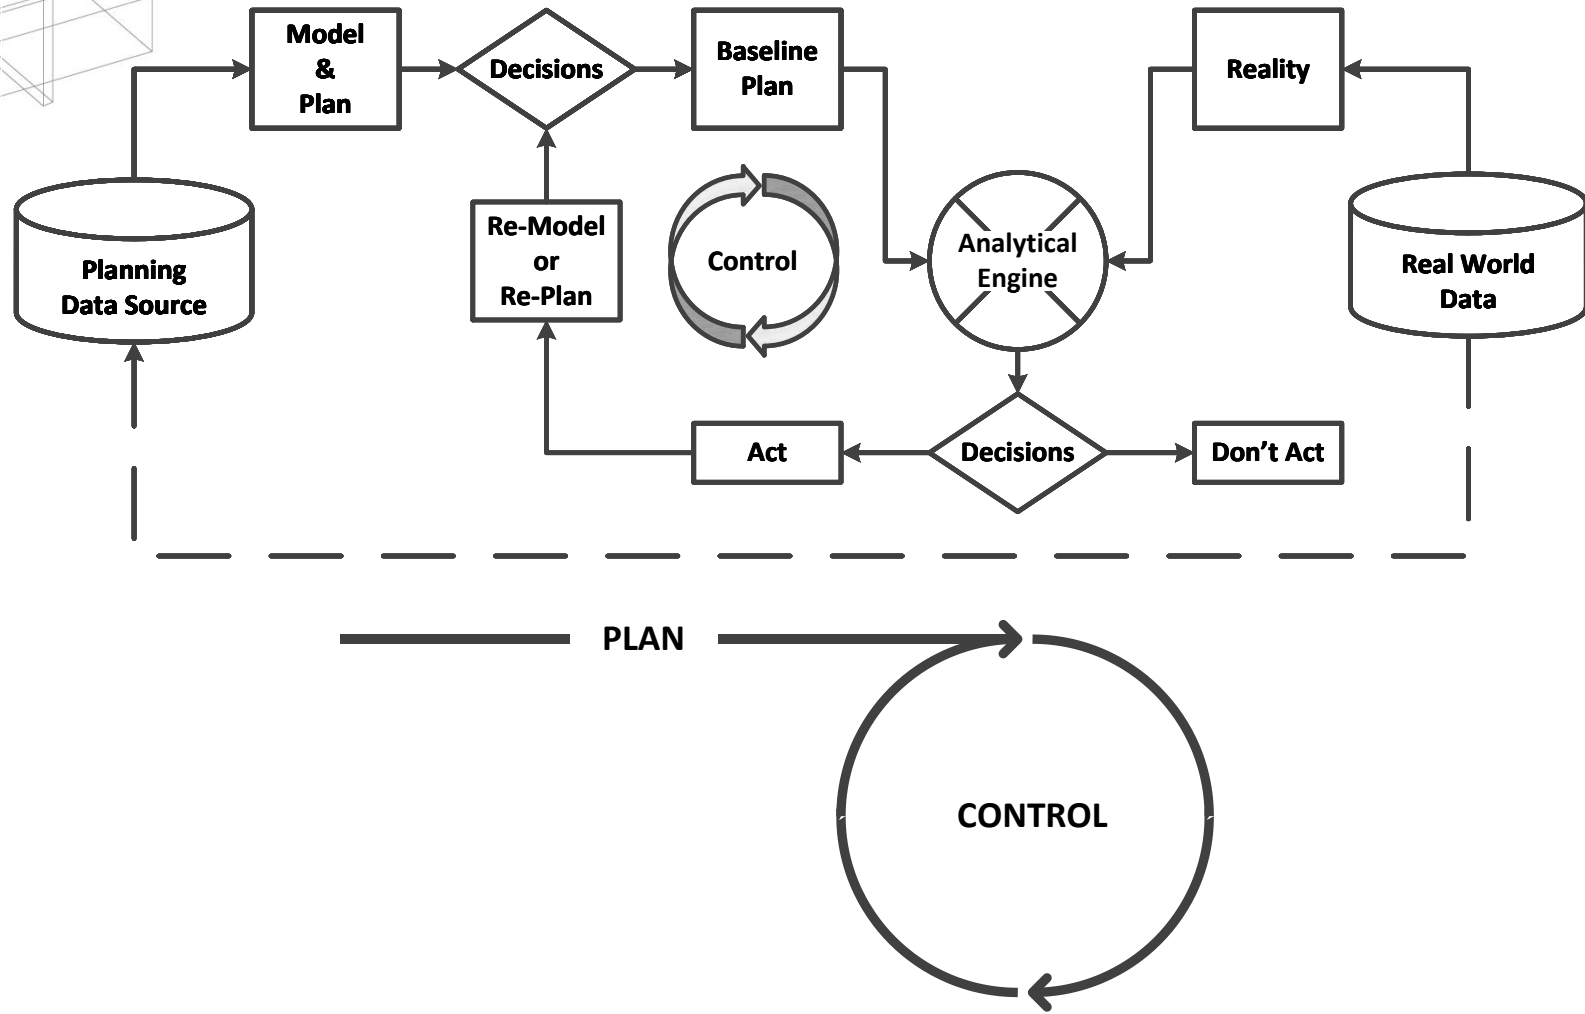 Model
&
Plan
Decisions
Baseline
Plan
Reality
Planning
Data Source
Re-Model
or
Re-Plan
Control
Analytical
Engine
Real World
Data
Act
Decisions
Don’t Act
PLAN
CONTROL